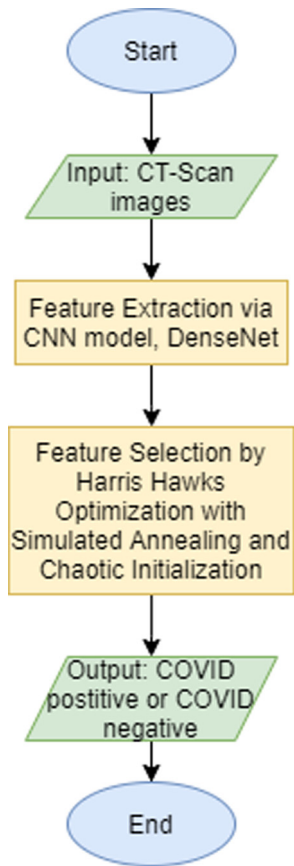 Start
Input: CT-Scan
images
Feature Extraction via
CNN model, DenseNet
Feature Selection by
Harris Hawks
Optimization with
Simulated Annealing and
Chaotic Initialization
Output: COVID
postitive or COVID
negative
End